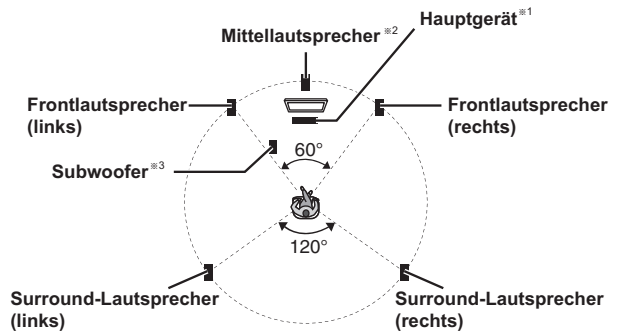 Hauptgerät※1
Mittellautsprecher※2
Frontlautsprecher
(links)
Frontlautsprecher
(rechts)
Subwoofer※3
60°
120°
Surround-Lautsprecher
(links)
Surround-Lautsprecher
(rechts)